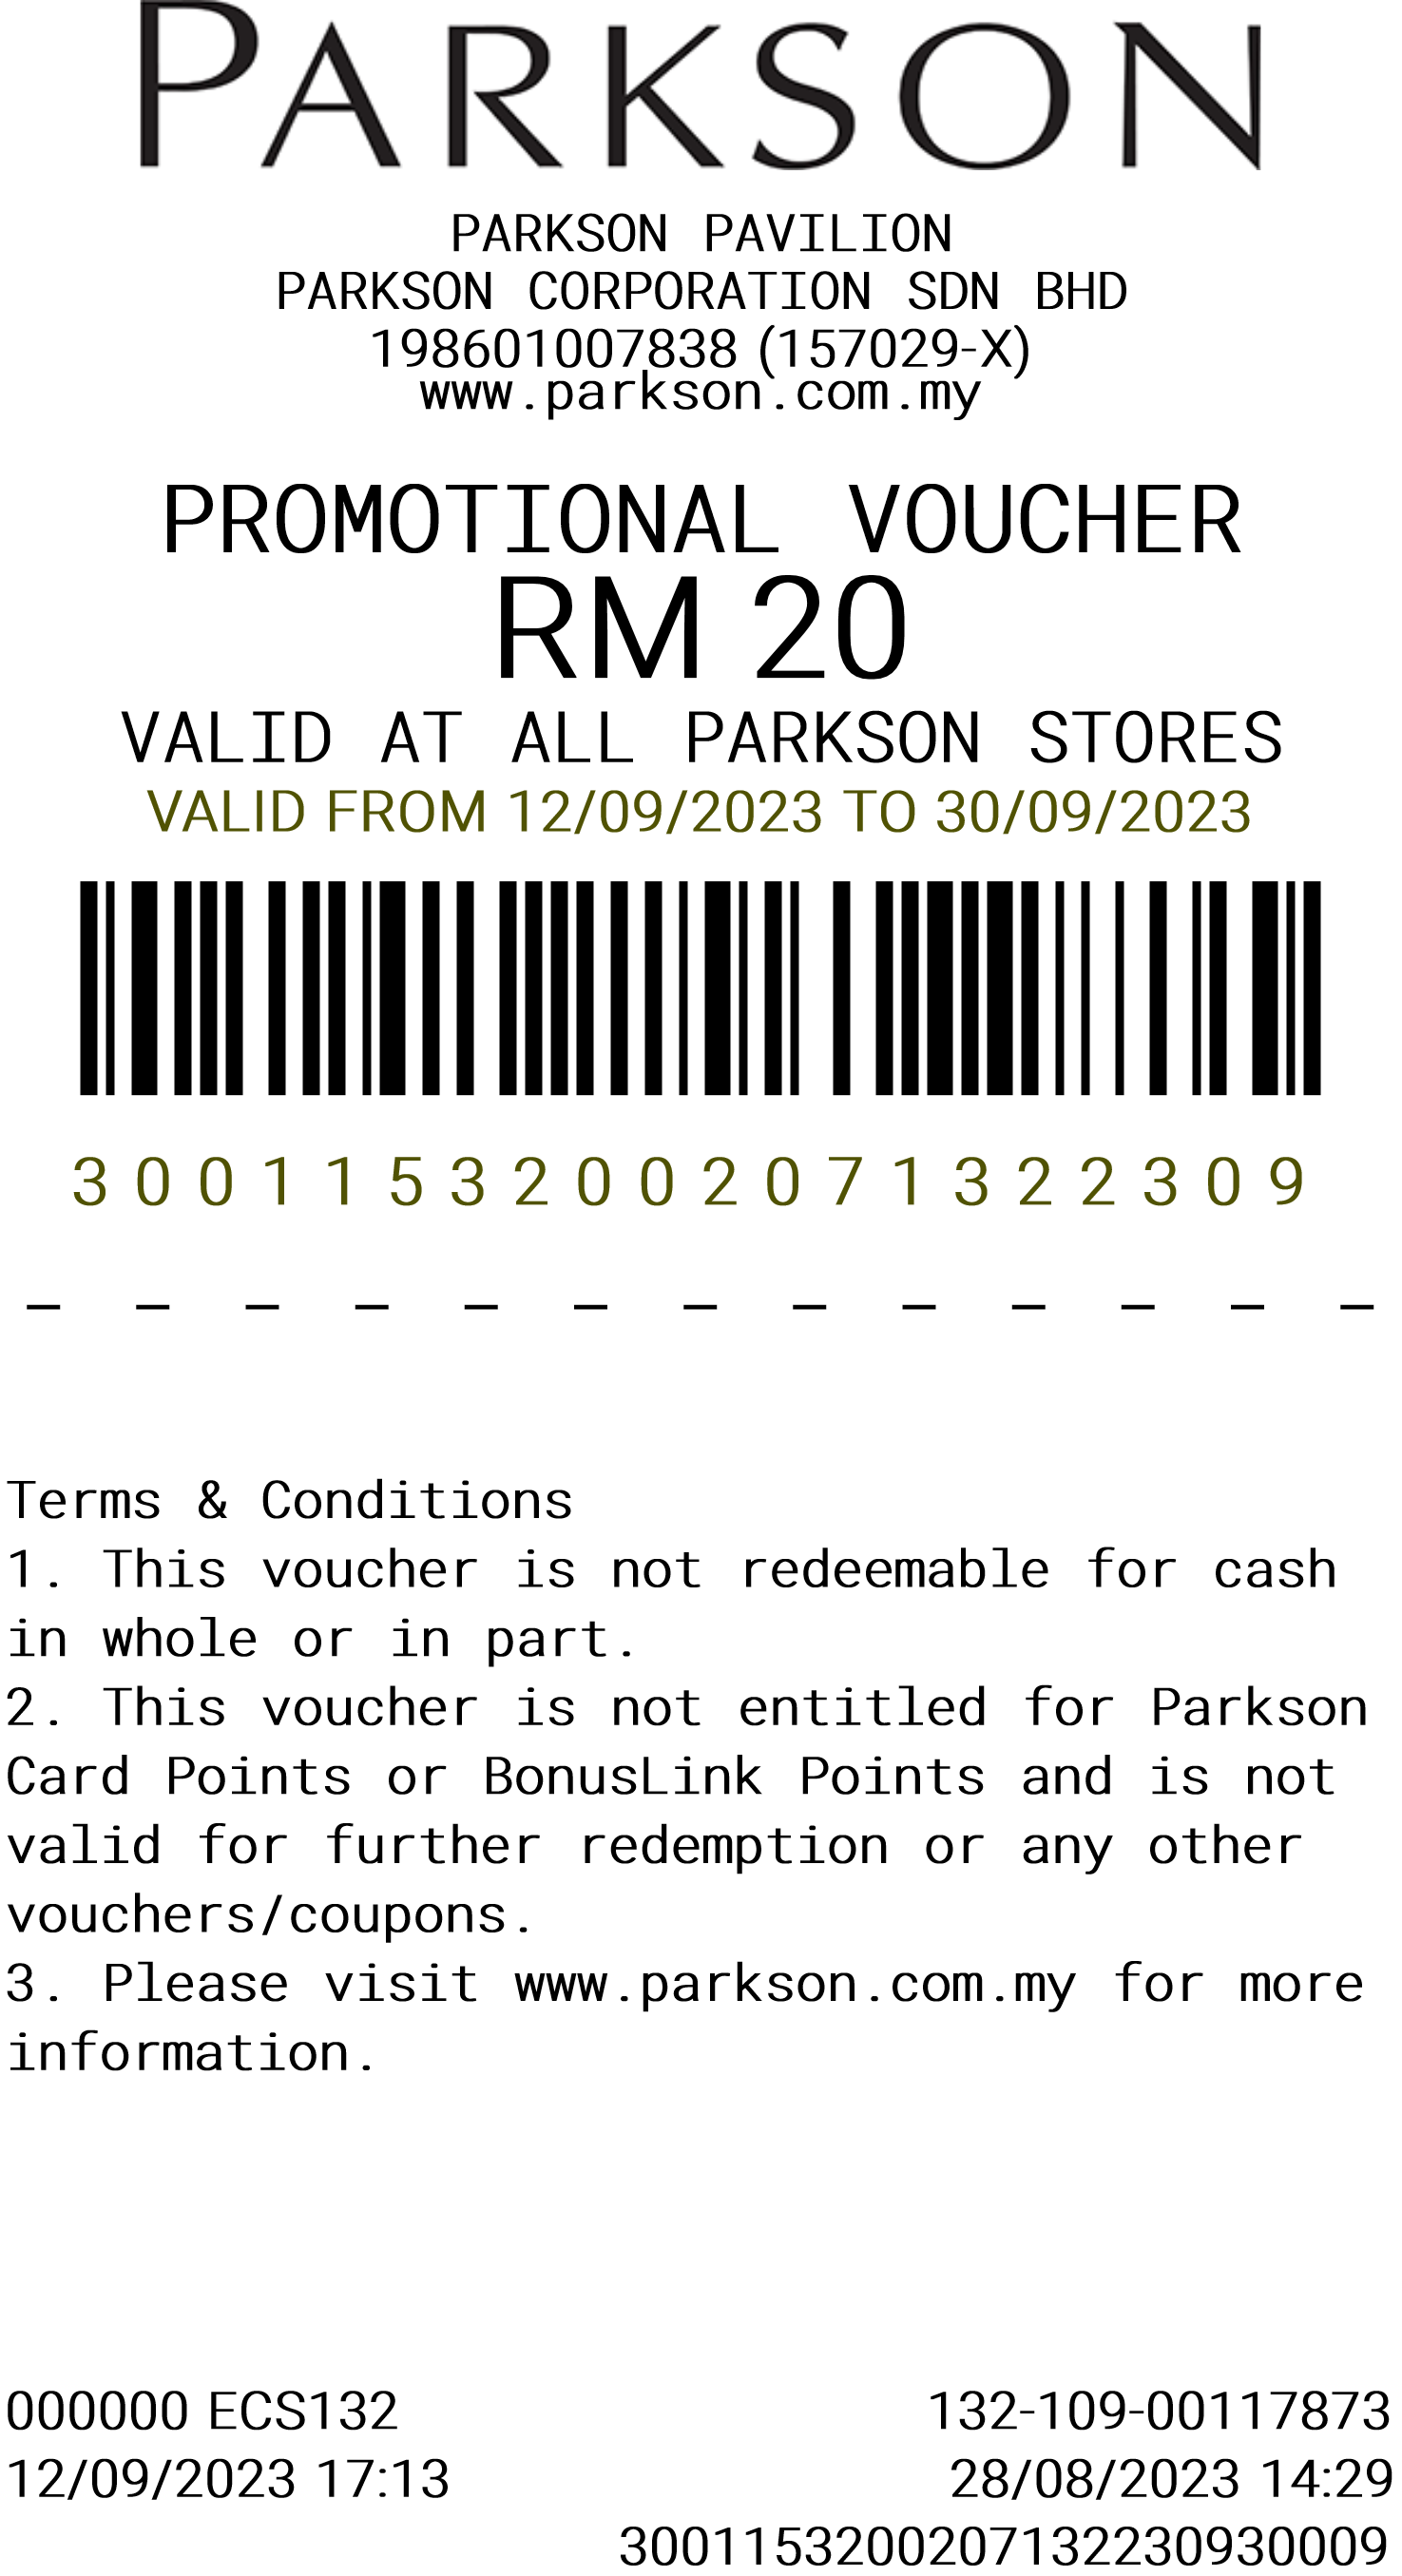 PARKSON
PARKSON PAVILION
PARKSON CORPORATION SDN BHD
198601007838 (157029-X)
www.parkson.com.my
PROMOTIONAL VOUCHER
RM 20
VALID AT ALL PARKSON STORES
VALID FROM 12/09/2023 TO 30/09/2023
3 0 0 1 1 5 3 2 0 0 2 0 7 1 3 2 2 3 0 9
- - - - - - - - - - - - -
Terms & Conditions
1. This voucher is not redeemable for cash
in whole or in part.
2. This voucher is not entitled for Parkson
Card Points or BonusLink Points and is not
valid for further redemption or any other
vouchers/coupons.
3. Please visit www.parkson.com.my for more
information.
000000 ECS132 132-109-00117873
12/09/2023 17:13 28/08/2023 14:29
3001153200207132230930009